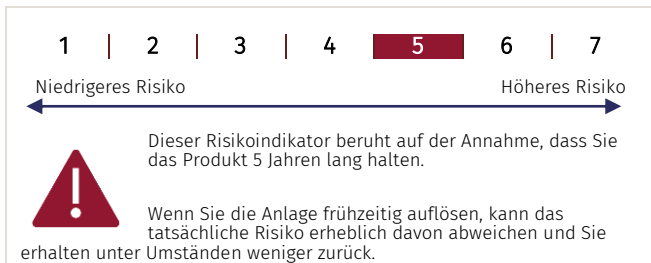 1 | 2 | 3 | 4 | 5 | 6 | 7
Niedrigeres Risiko Höheres Risiko
Dieser Risikoindikator beruht auf der Annahme, dass Sie
das Produkt 5 Jahren lang halten.
Wenn Sie die Anlage frühzeitig auflösen, kann das
tatsächliche Risiko erheblich davon abweichen und Sie
erhalten unter Umständen weniger zurück.